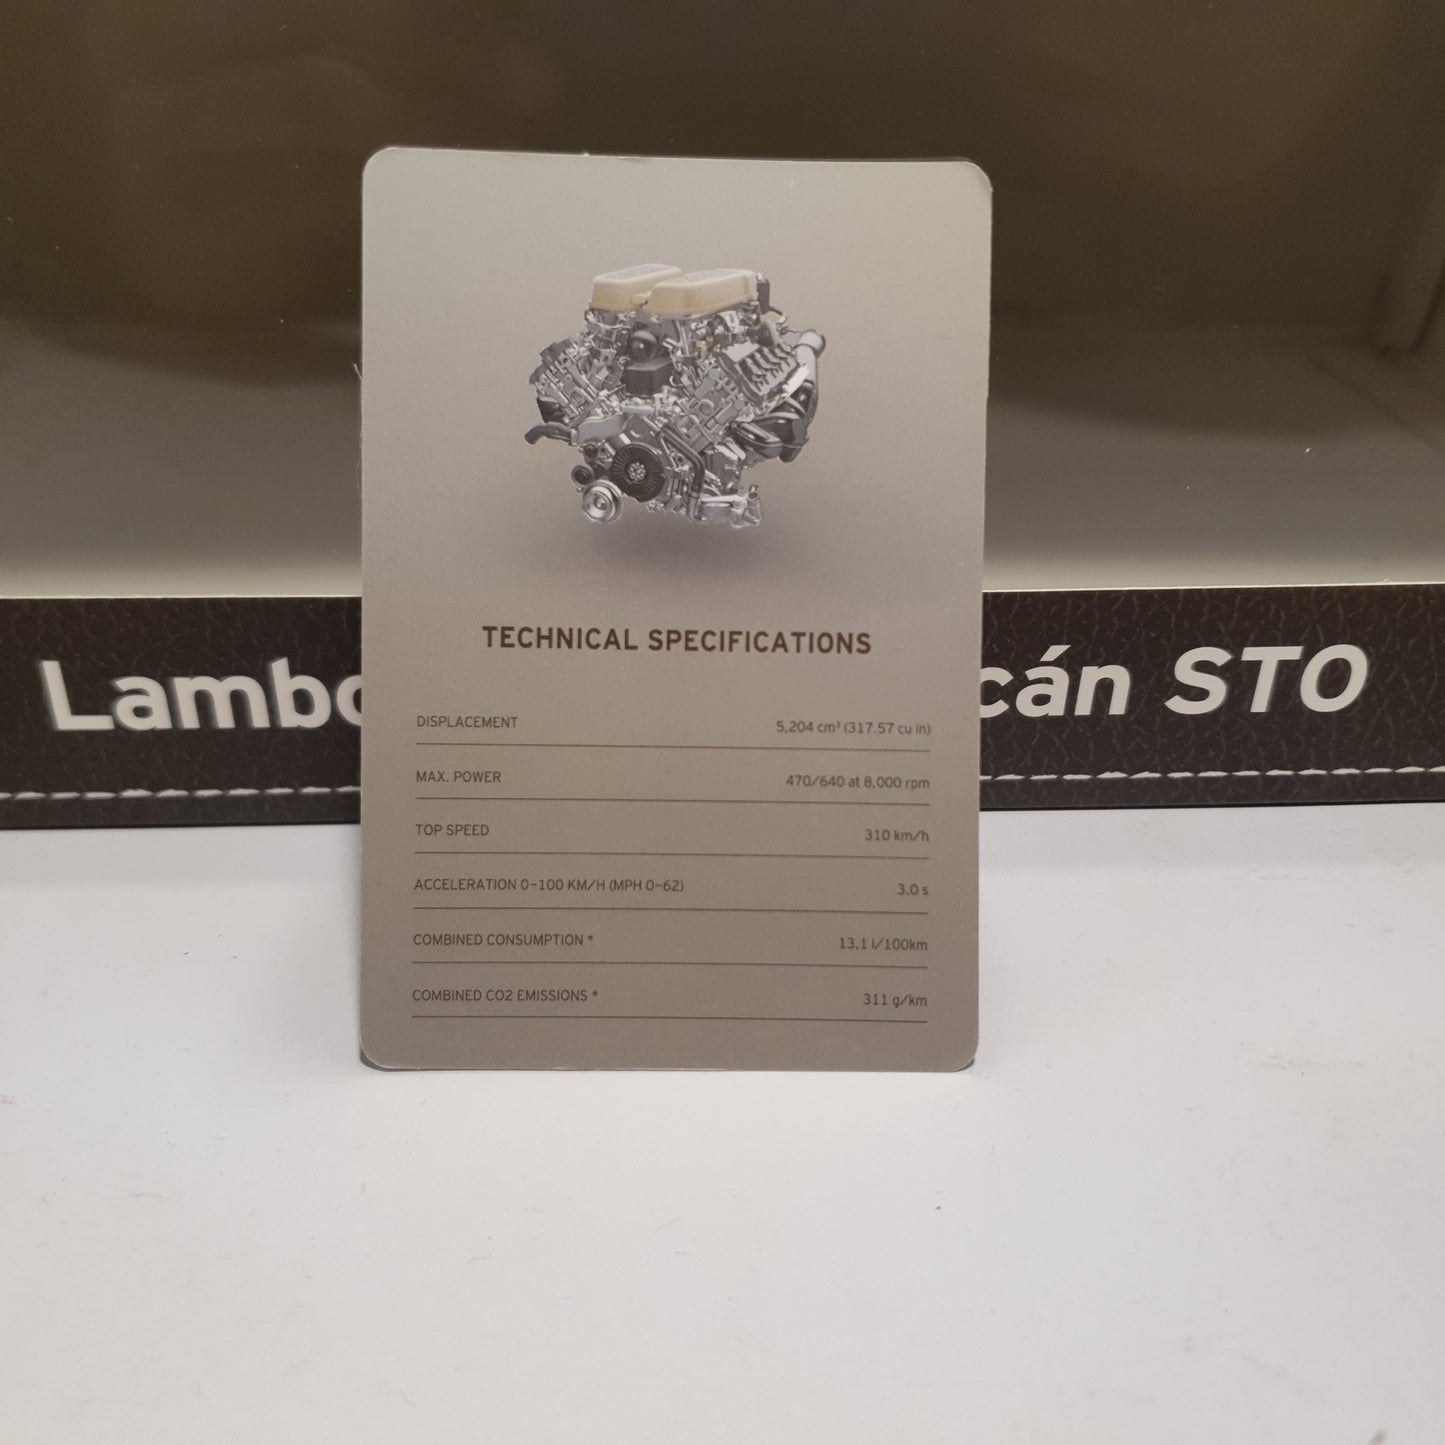 TECHNICAL SPECIFICATIONS
Lambo
cán STO
DISPLACEMENT 5,204 cm³ (317.57 cu in)
MAX. POWER 470/640 at 8,000 rpm
TOP SPEED 310 km/h
ACCELERATION 0-100 KM/H (MPH 0-62) 3.0 s
COMBINED CONSUMPTION * 13,1 l/100km
COMBINED CO2 EMISSIONS * 311 g/km